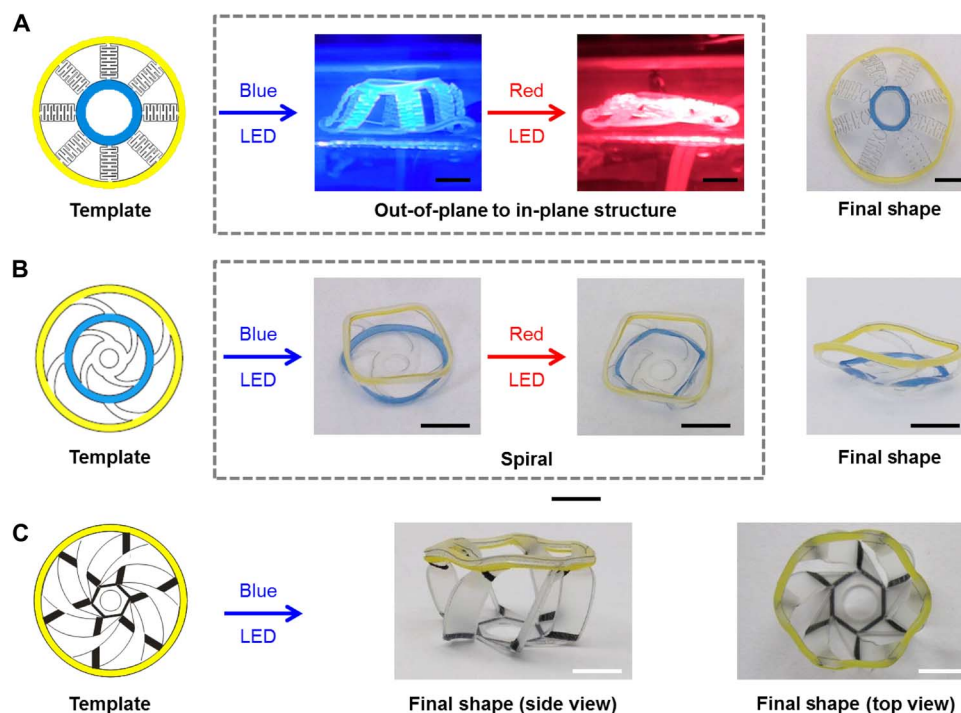 A
Template
Blue
LED
Red
LED
Out-of-plane to in-plane structure
Final shape
B
Template
Blue
LED
Red
LED
Spiral
Final shape
C
Template
Blue
LED
Final shape (side view)
Final shape (top view)